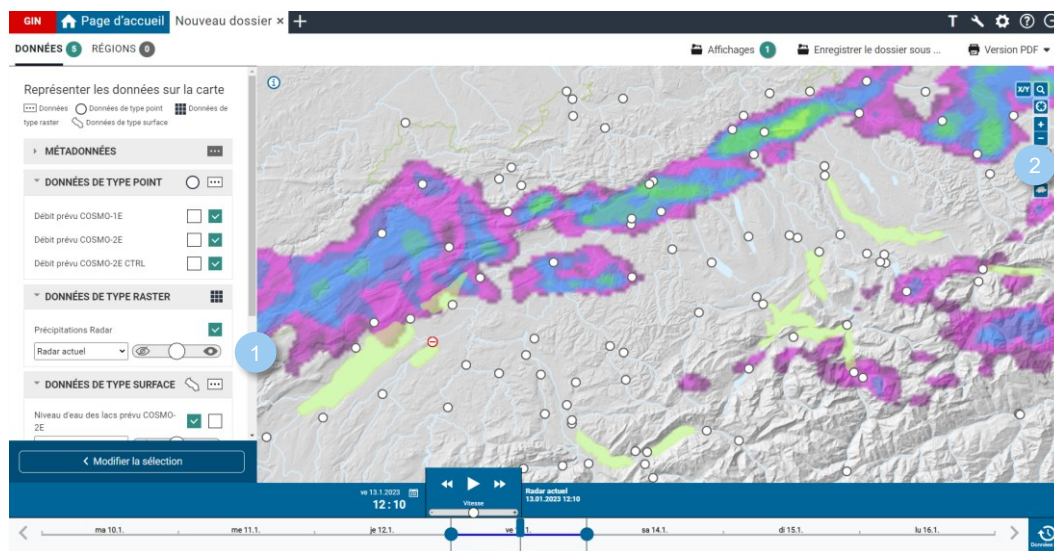 GIN Page d'accueil Nouveau dossier × + T
DONNÉES 5 RÉGIONS 0 Affichages 1 Enregistrer le dossier sous ... Version PDF
Représenter les données sur la carte
Données Données de type point Données de
type raster Données de type surface
MÉTADONNÉES
DONNÉES DE TYPE POINT
Débit prévu COSMO-1E
Débit prévu COSMO-2E
Débit prévu COSMO-2E CTRL
DONNÉES DE TYPE RASTER
Précipitations Radar
Radar actuel
1
DONNÉES DE TYPE SURFACE
Niveau d'eau des lacs prévu COSMO-
2E
Modifier la sélection
X/Y
+
−
2
ve 13.1.2023
12:10
Vitesse
- +
Radar actuel
13.01.2023 12:10
ma 10.1. me 11.1. je 12.1. ve 1 .1. sa 14.1. di 15.1. lu 16.1.
Données